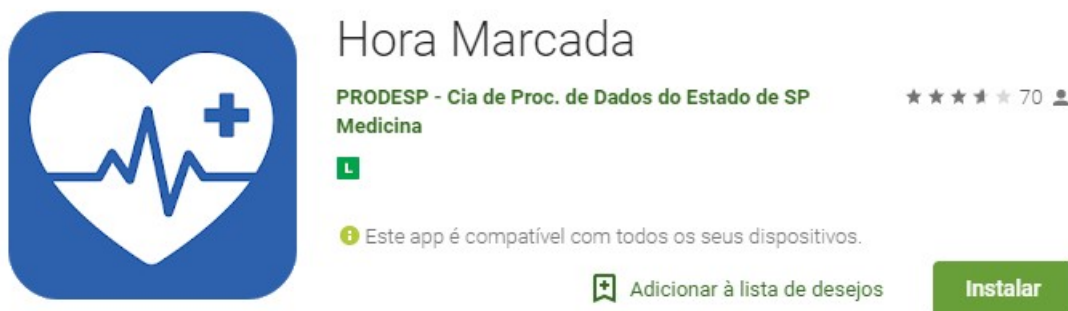 Hora Marcada
PRODESP - Cia de Proc. de Dados do Estado de SP
70
Medicina
L
Este app é compatível com todos os seus dispositivos.
Adicionar à lista de desejos
Instalar